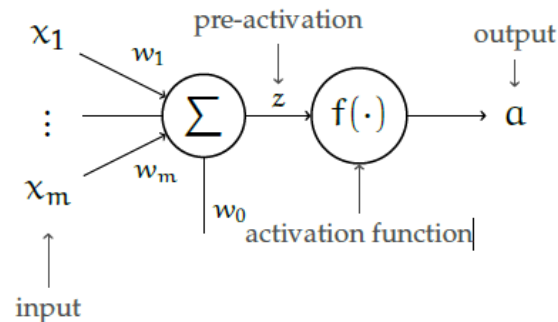 pre-activation
output
x₁
w₁
⋮
∑
z
f(·)
a
wₘ
xₘ
w₀
activation function
input